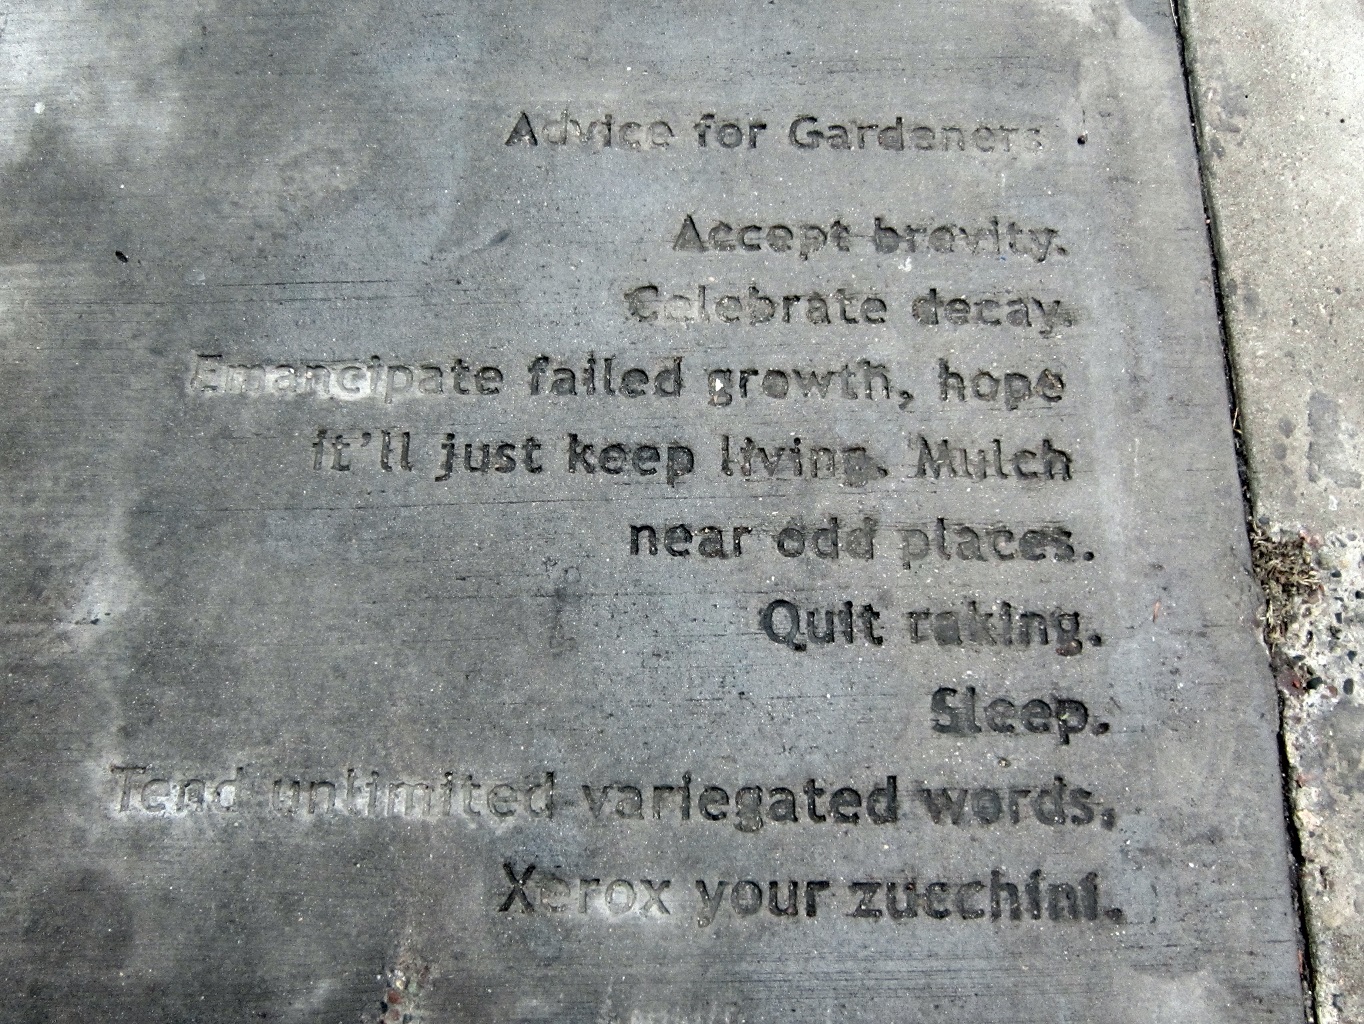 Advice for Gardeners
Accept brevity.
Celebrate decay.
Emancipate failed growth, hope
it'll just keep living. Mulch
near odd places.
Quit raking.
Sleep.
Tend unlimited variegated words.
Xerox your zucchini.